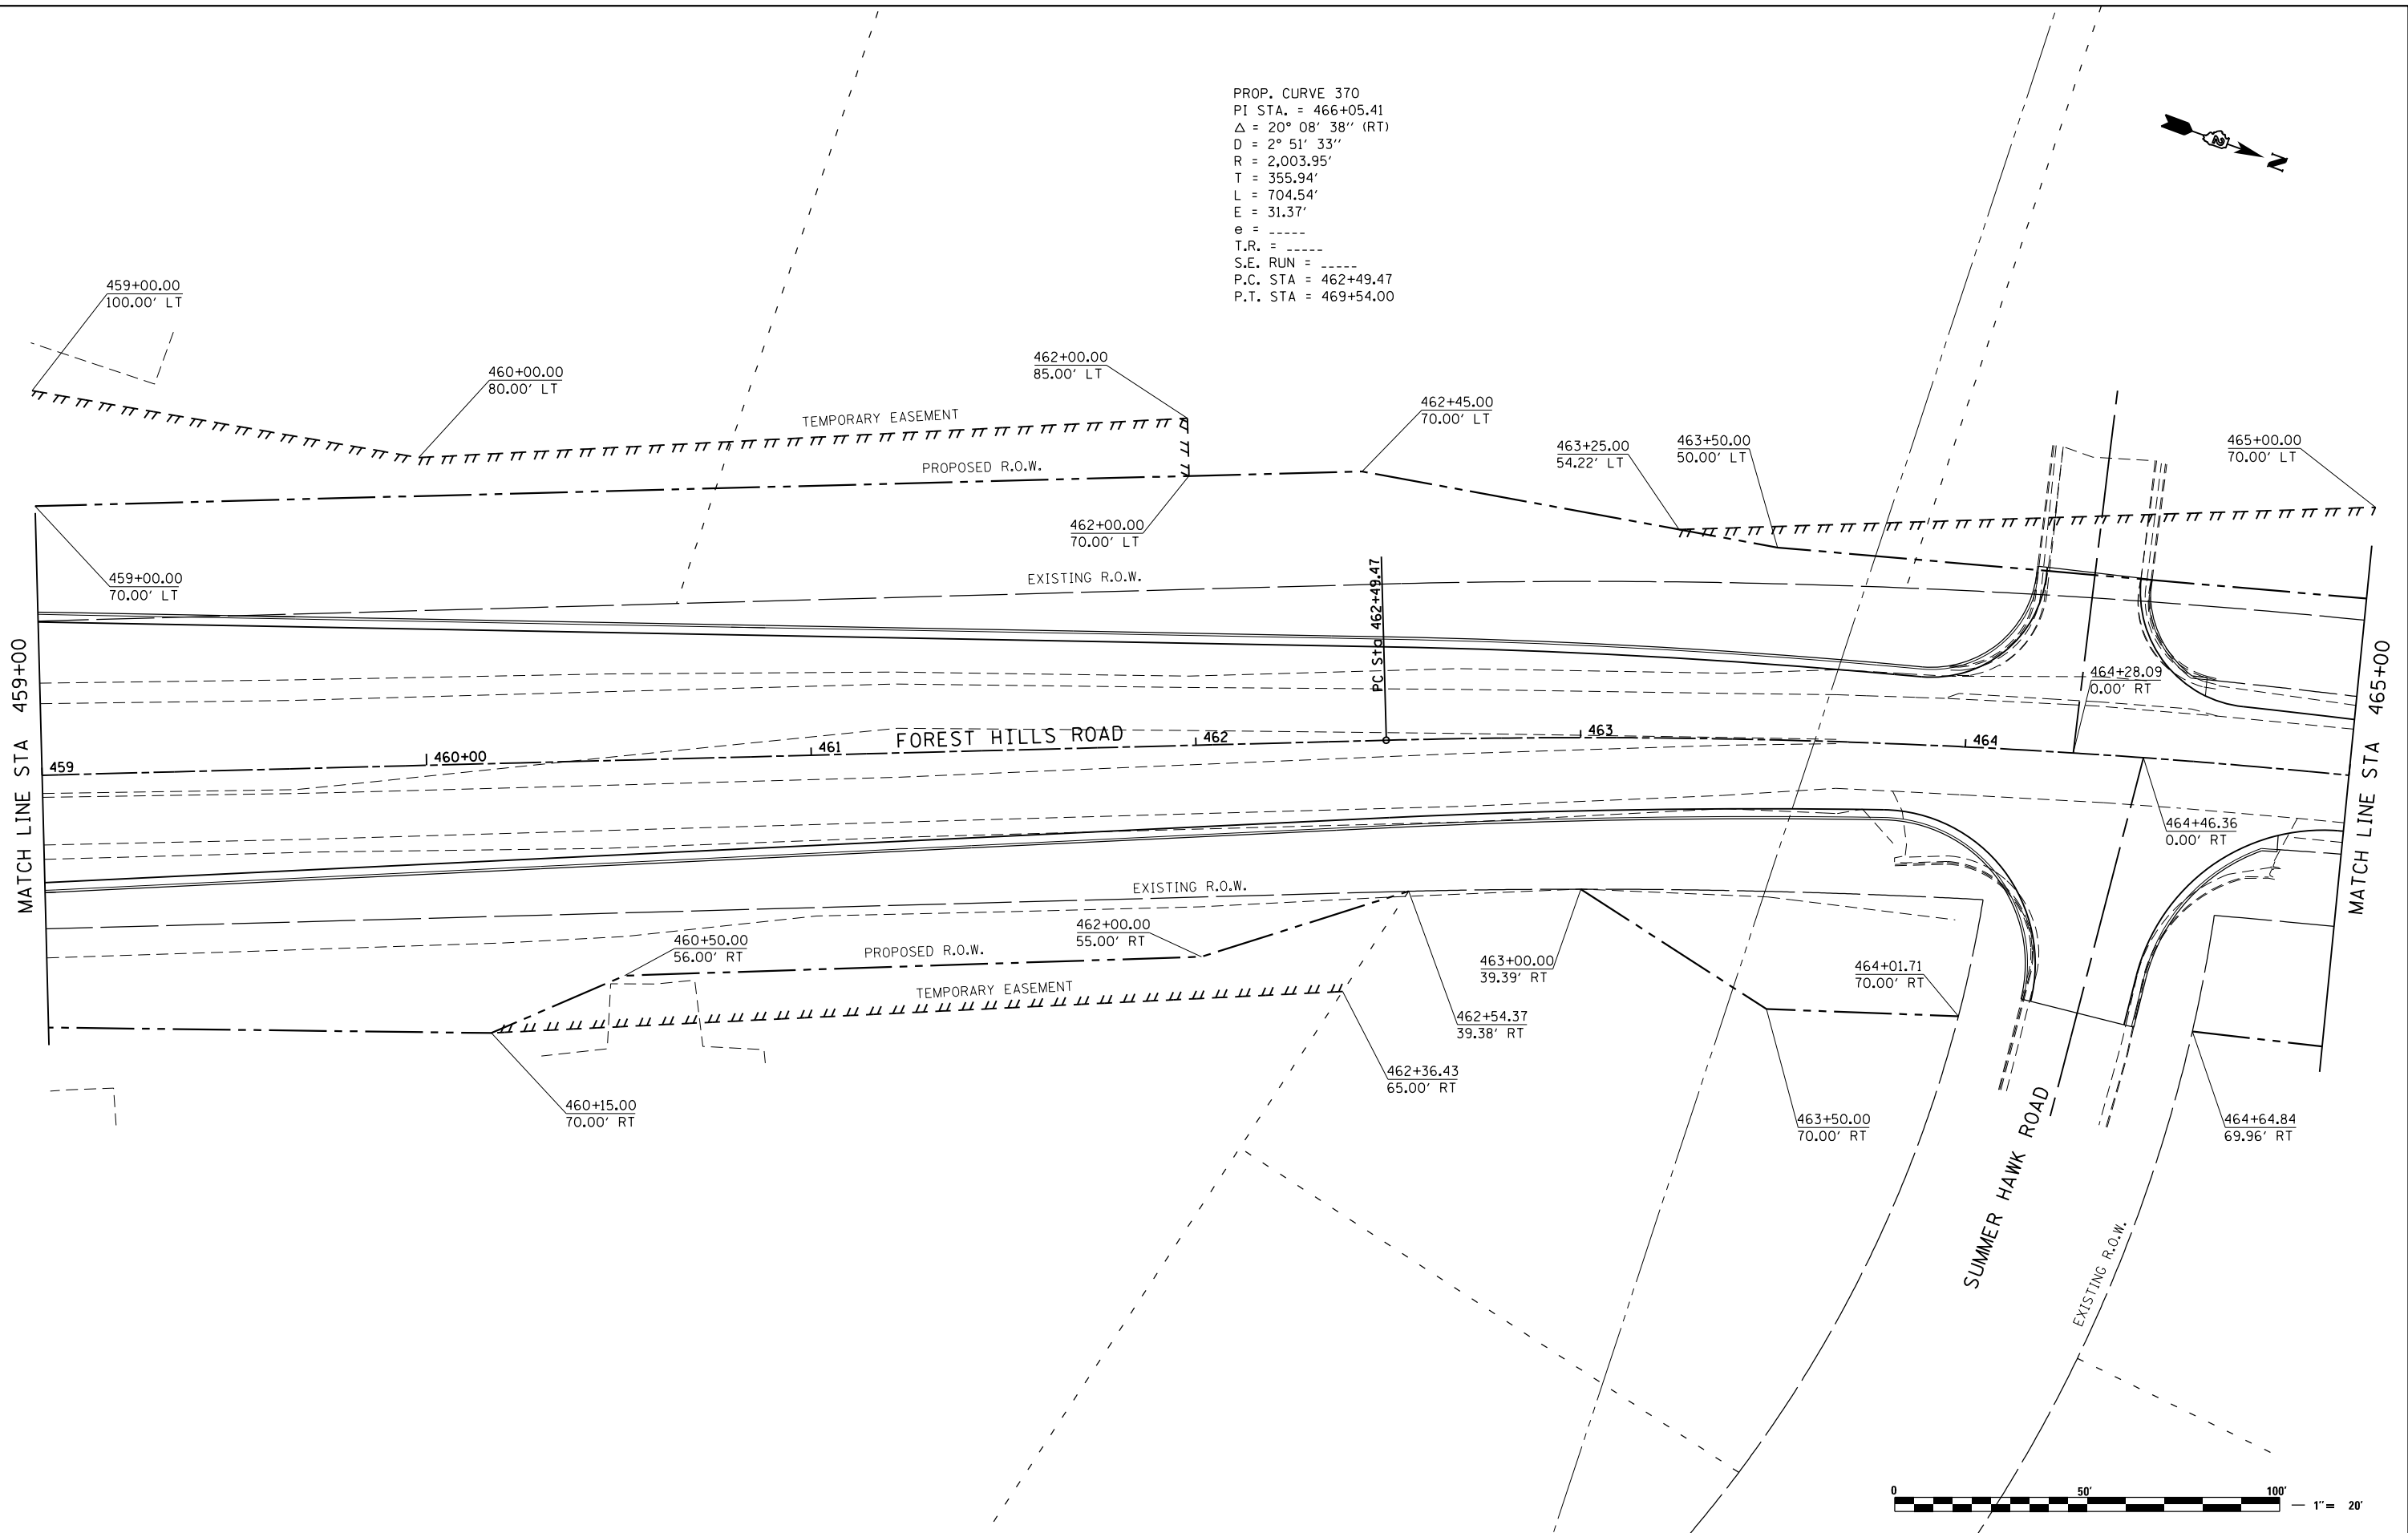 PROP. CURVE 370
PI STA. = 466+05.41
Δ = 20° 08' 38'' (RT)
D = 2° 51' 33''
R = 2,003.95'
T = 355.94'
L = 704.54'
E = 31.37'
e = _____
T.R. = _____
S.E. RUN = _____
P.C. STA = 462+49.47
P.T. STA = 469+54.00
N
459+00.00
100.00' LT
460+00.00
80.00' LT
462+00.00
85.00' LT
462+45.00
70.00' LT
463+25.00
54.22' LT
463+50.00
50.00' LT
465+00.00
70.00' LT
TEMPORARY EASEMENT
PROPOSED R.O.W.
462+00.00
70.00' LT
459+00.00
70.00' LT
EXISTING R.O.W.
PC Sta 462+49.47
464+28.09
0.00' RT
MATCH LINE STA 459+00
459
460+00
461
FOREST HILLS ROAD
462
463
464
MATCH LINE STA 465+00
464+46.36
0.00' RT
EXISTING R.O.W.
460+50.00
56.00' RT
PROPOSED R.O.W.
462+00.00
55.00' RT
463+00.00
39.39' RT
464+01.71
70.00' RT
TEMPORARY EASEMENT
462+54.37
39.38' RT
462+36.43
65.00' RT
460+15.00
70.00' RT
463+50.00
70.00' RT
464+64.84
69.96' RT
SUMMER HAWK ROAD
EXISTING R.O.W.
0 50' 100'
1"= 20'